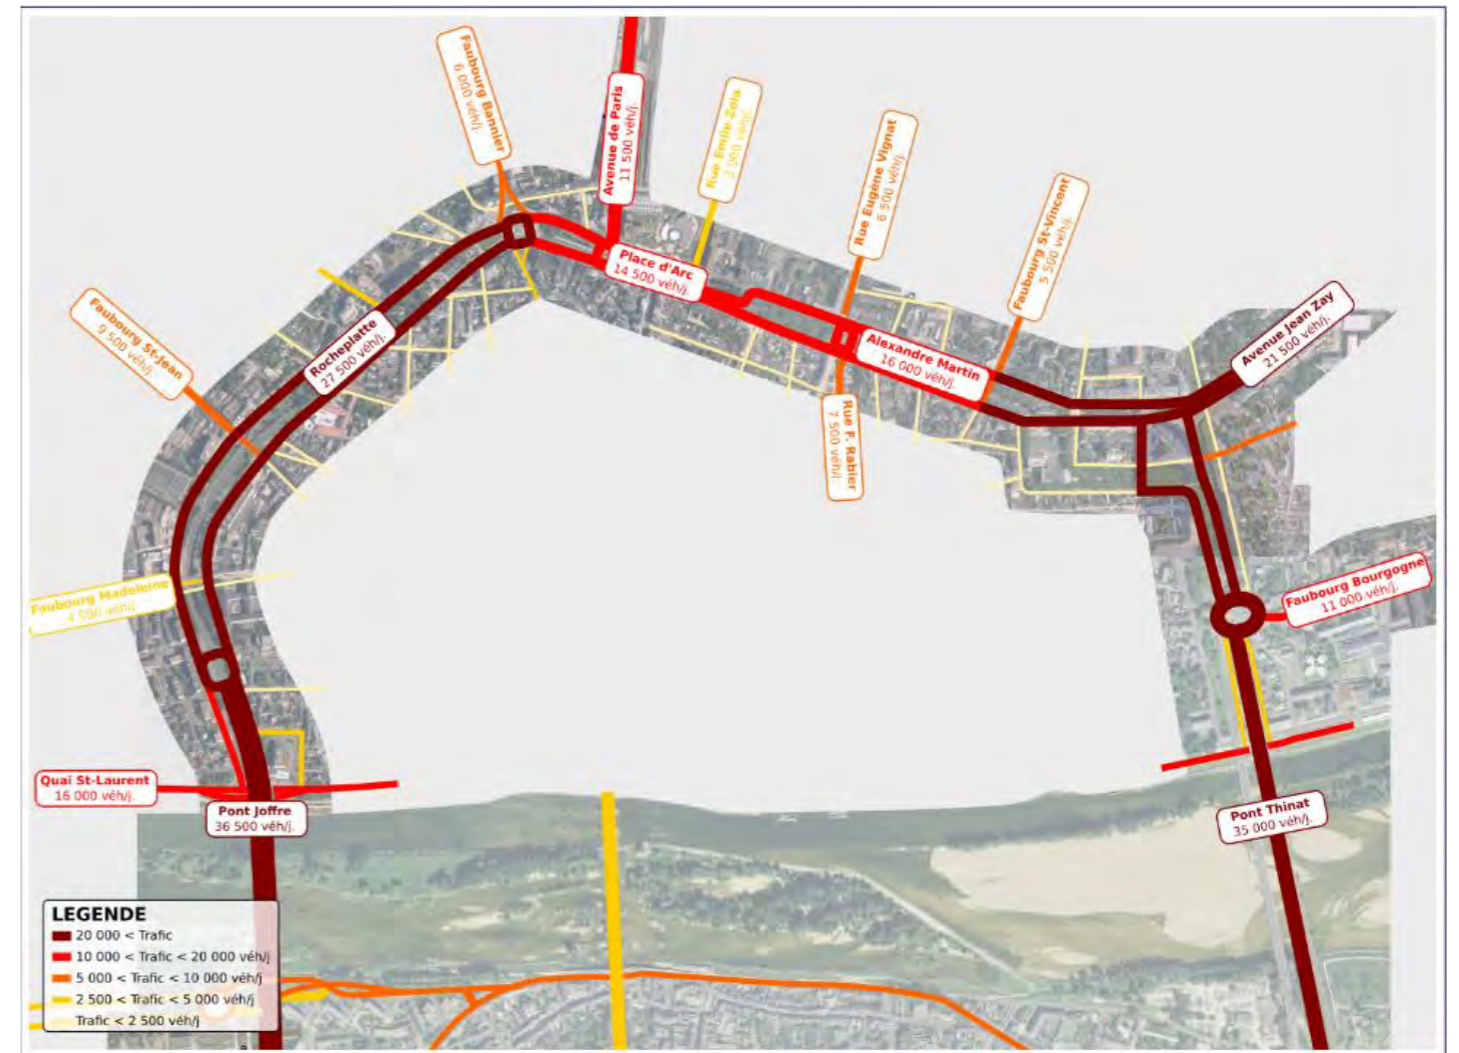 Faubourg Bannier
6 000 véh/j.
Avenue de Paris
11 500 véh/j.
Rue Emile Zola
Rue Eugène Vignat
6 500 véh/j.
Faubourg St-Vincent
5 500 véh/j.
Place d'Arc
14 500 véh/j.
Faubourg St-Jean
9 500 véh/j
Rocheplatte
27 500 véh/j.
Alexandre Martin
16 000 véh/j.
Avenue Jean Zay
21 500 véh/j.
Rue F. Rabier
7 500 véh/j.
Faubourg Madeleine
4 500 véh/j
Faubourg Bourgogne
11 000 véh/j.
Quai St-Laurent
16 000 véh/j.
Pont Joffre
36 500 véh/j.
Pont Thinat
35 000 véh/j.
LEGENDE
20 000 < Trafic
10 000 < Trafic < 20 000 véh/j
5 000 < Trafic < 10 000 véh/j
2 500 < Trafic < 5 000 véh/j
Trafic < 2 500 véh/j